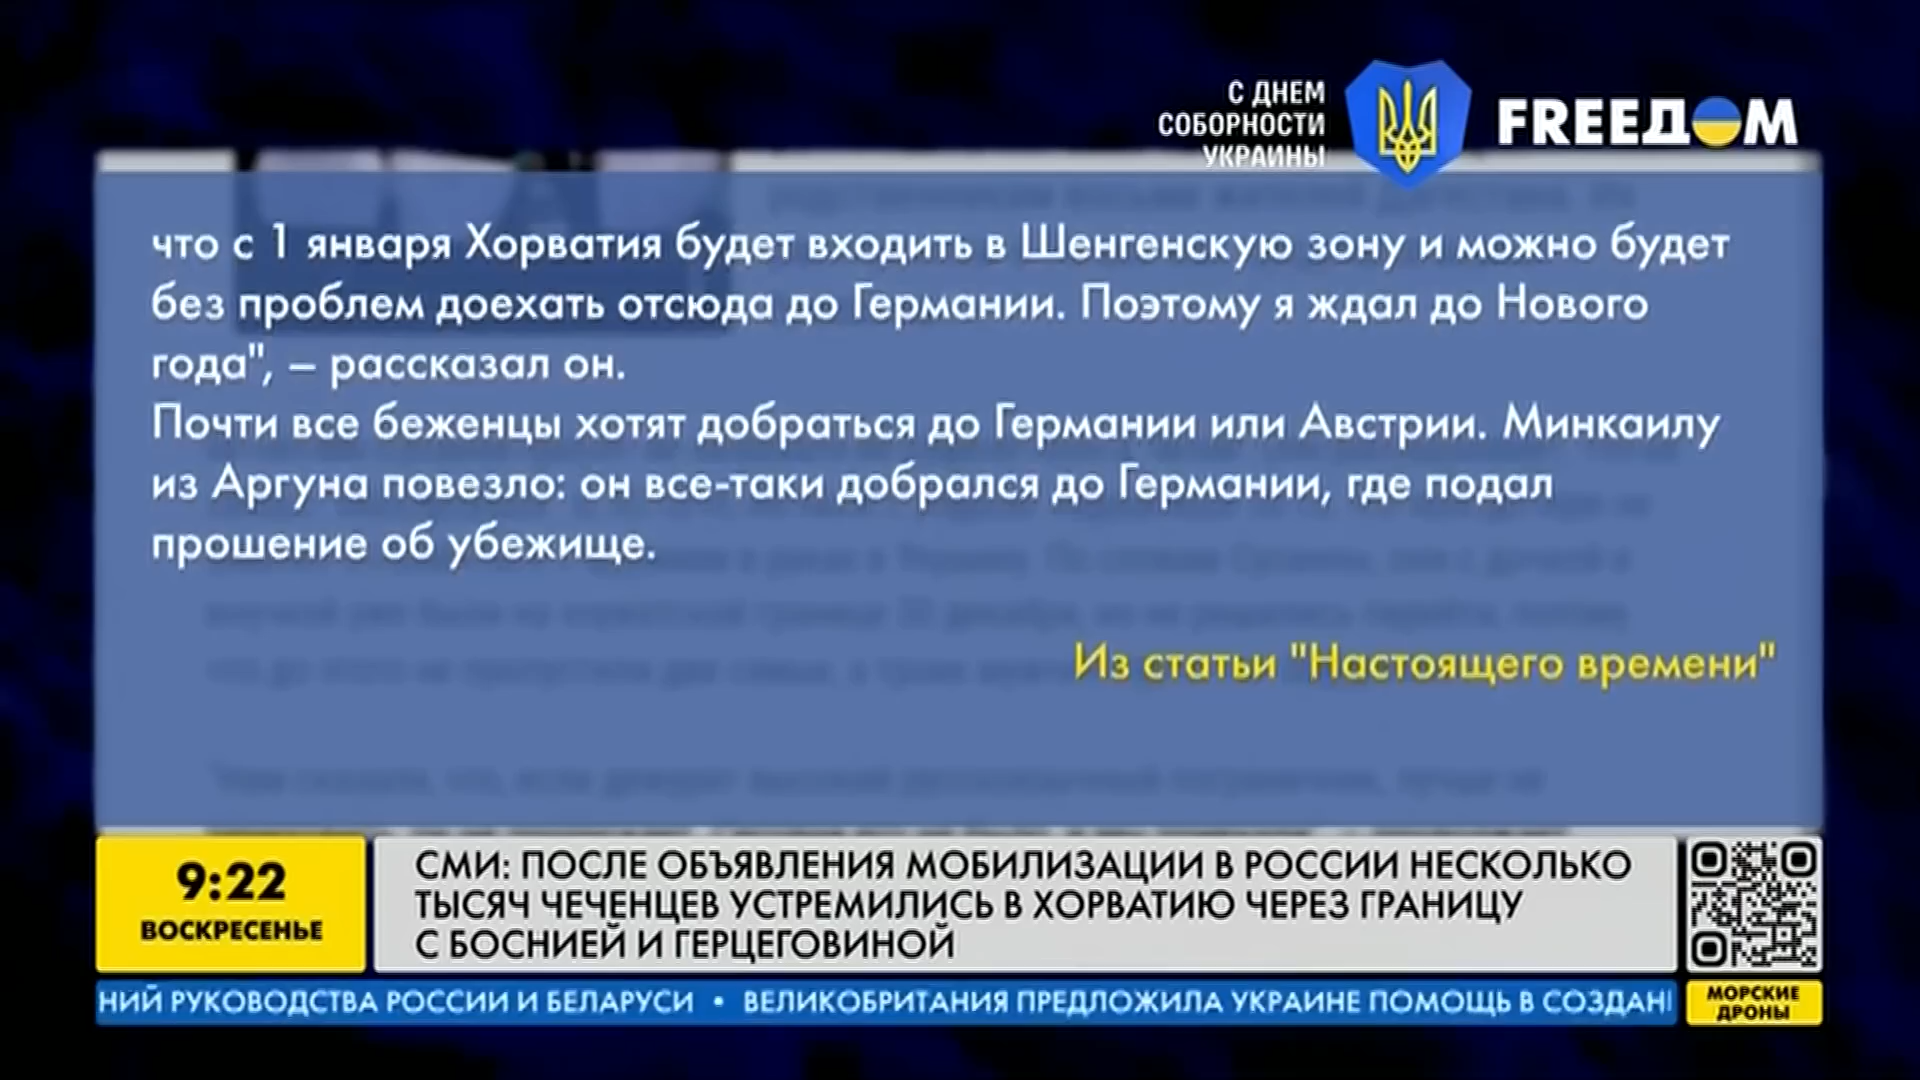 С ДНЕМ
СОБОРНОСТИ
УКРАИНЫ
FREEДOM
что с 1 января Хорватия будет входить в Шенгенскую зону и можно будет
без проблем доехать отсюда до Германии. Поэтому я ждал до Нового
года", – рассказал он.
Почти все беженцы хотят добраться до Германии или Австрии. Минкаилу
из Аргуна повезло: он все-таки добрался до Германии, где подал
прошение об убежище.
Из статьи "Настоящего времени"
9:22
ВОСКРЕСЕНЬЕ
СМИ: ПОСЛЕ ОБЪЯВЛЕНИЯ МОБИЛИЗАЦИИ В РОССИИ НЕСКОЛЬКО
ТЫСЯЧ ЧЕЧЕНЦЕВ УСТРЕМИЛИСЬ В ХОРВАТИЮ ЧЕРЕЗ ГРАНИЦУ
С БОСНИЕЙ И ГЕРЦЕГОВИНОЙ
НИЙ РУКОВОДСТВА РОССИИ И БЕЛАРУСИ • ВЕЛИКОБРИТАНИЯ ПРЕДЛОЖИЛА УКРАИНЕ ПОМОЩЬ В СОЗДАНІ
МОРСКИЕ
ДРОНЫ